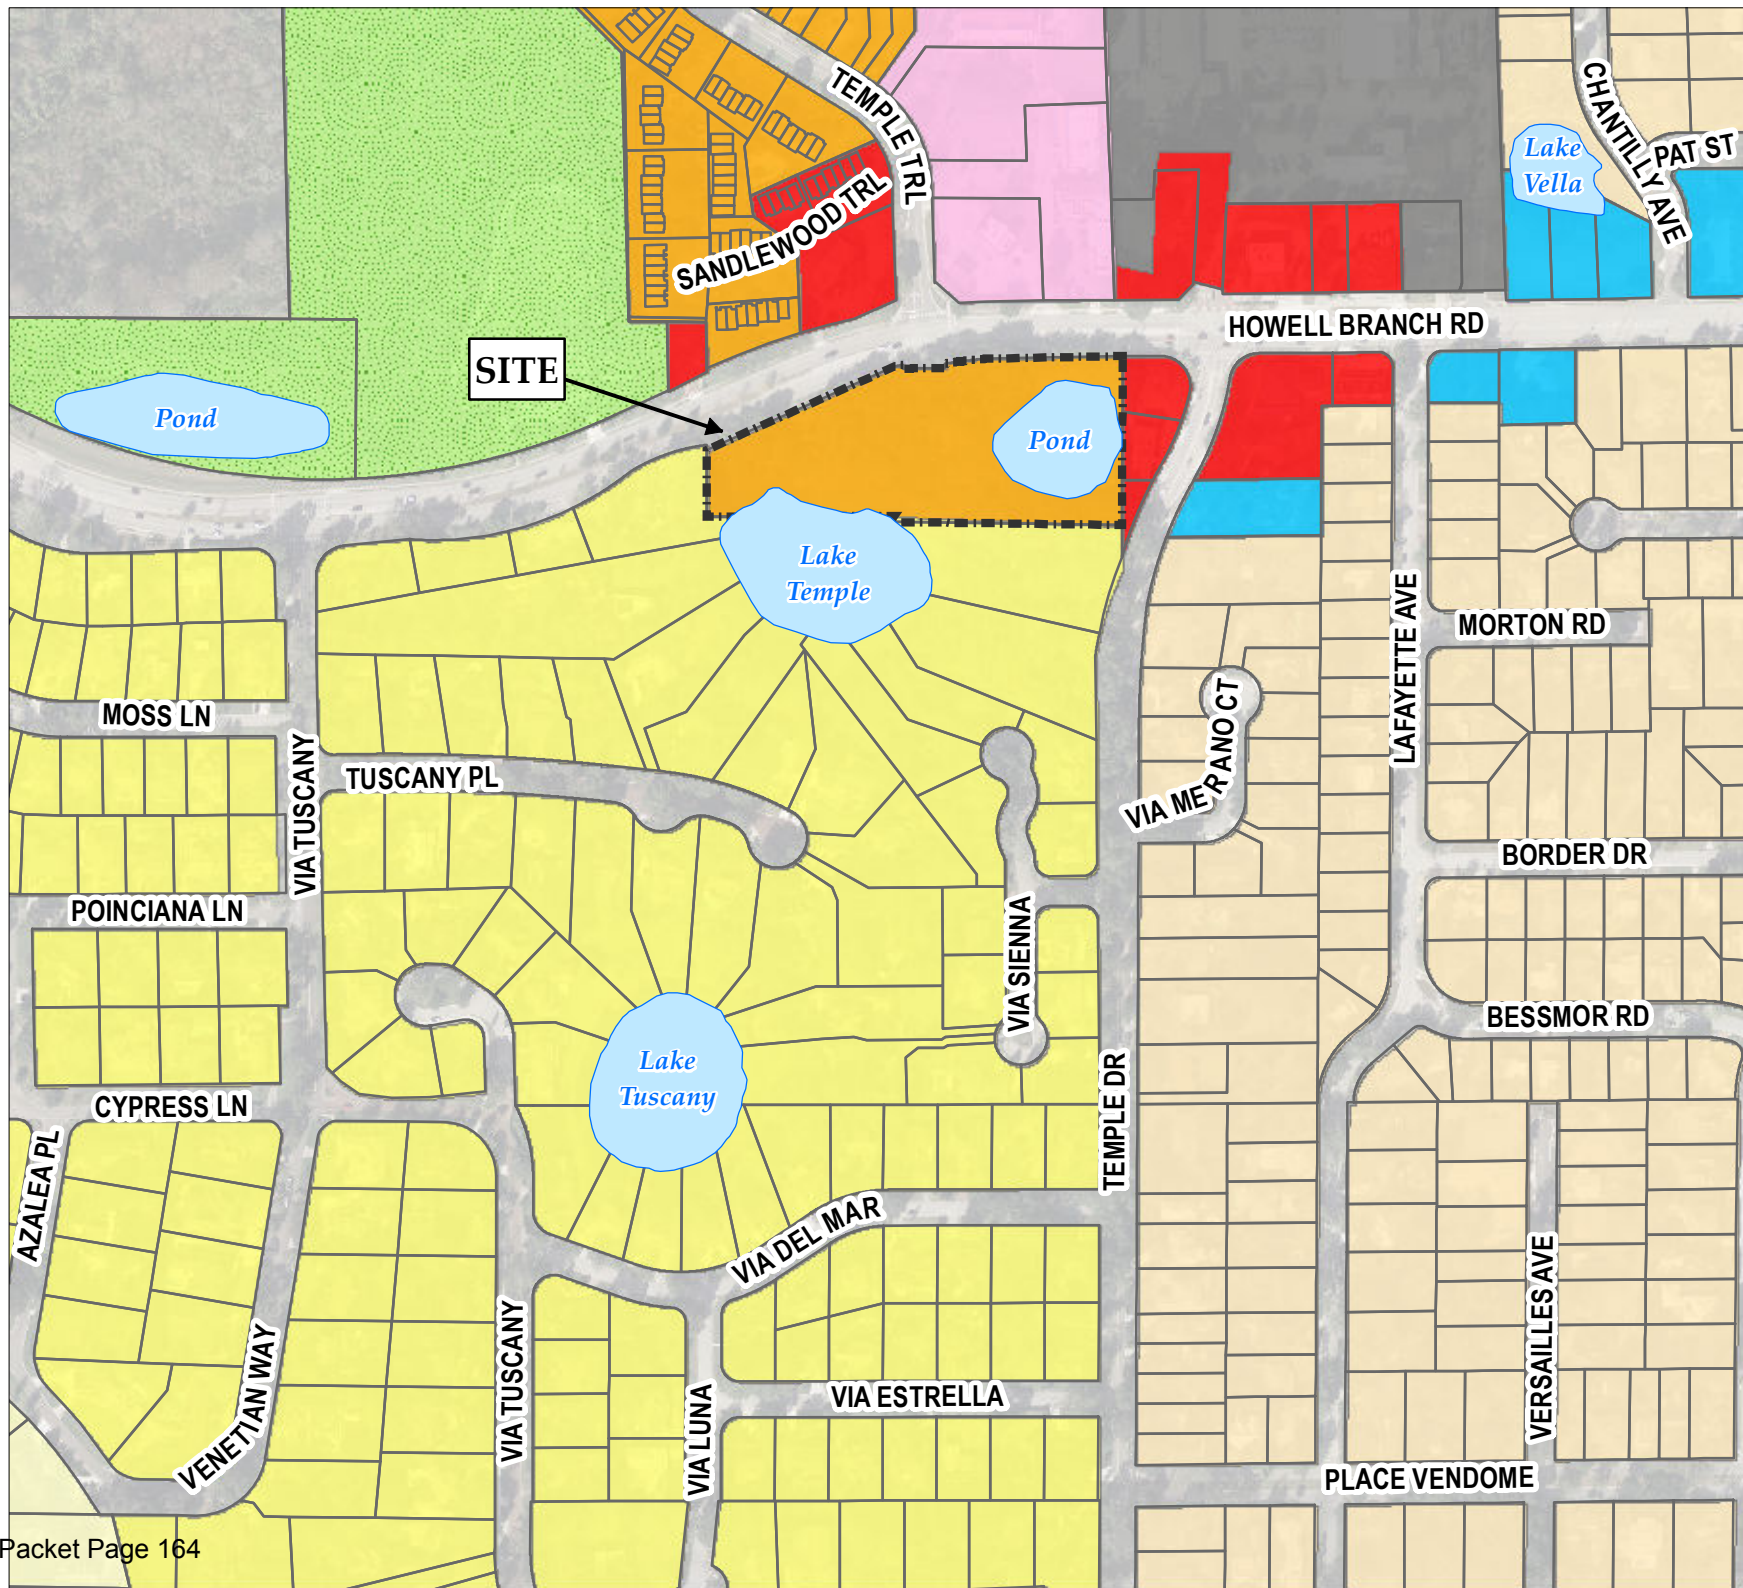 CHANTILLY AVE
TEMPLE TRL
PAT ST
Lake
Vella
SANDLEWOOD TRL
HOWELL BRANCH RD
SITE
Pond
Pond
Lake
Temple
LAFAYETTE AVE
MORTON RD
MOSS LN
VIA TUSCANY
TUSCANY PL
VIA MERANO CT
BORDER DR
POINCIANA LN
VIA SIENNA
BESSMOR RD
Lake
Tuscany
CYPRESS LN
TEMPLE DR
AZALEA PL
VIA DEL MAR
VERSAILLES AVE
VENETIAN WAY
VIA TUSCANY
VIA LUNA
VIA ESTRELLA
PLACE VENDOME
Packet Page 164